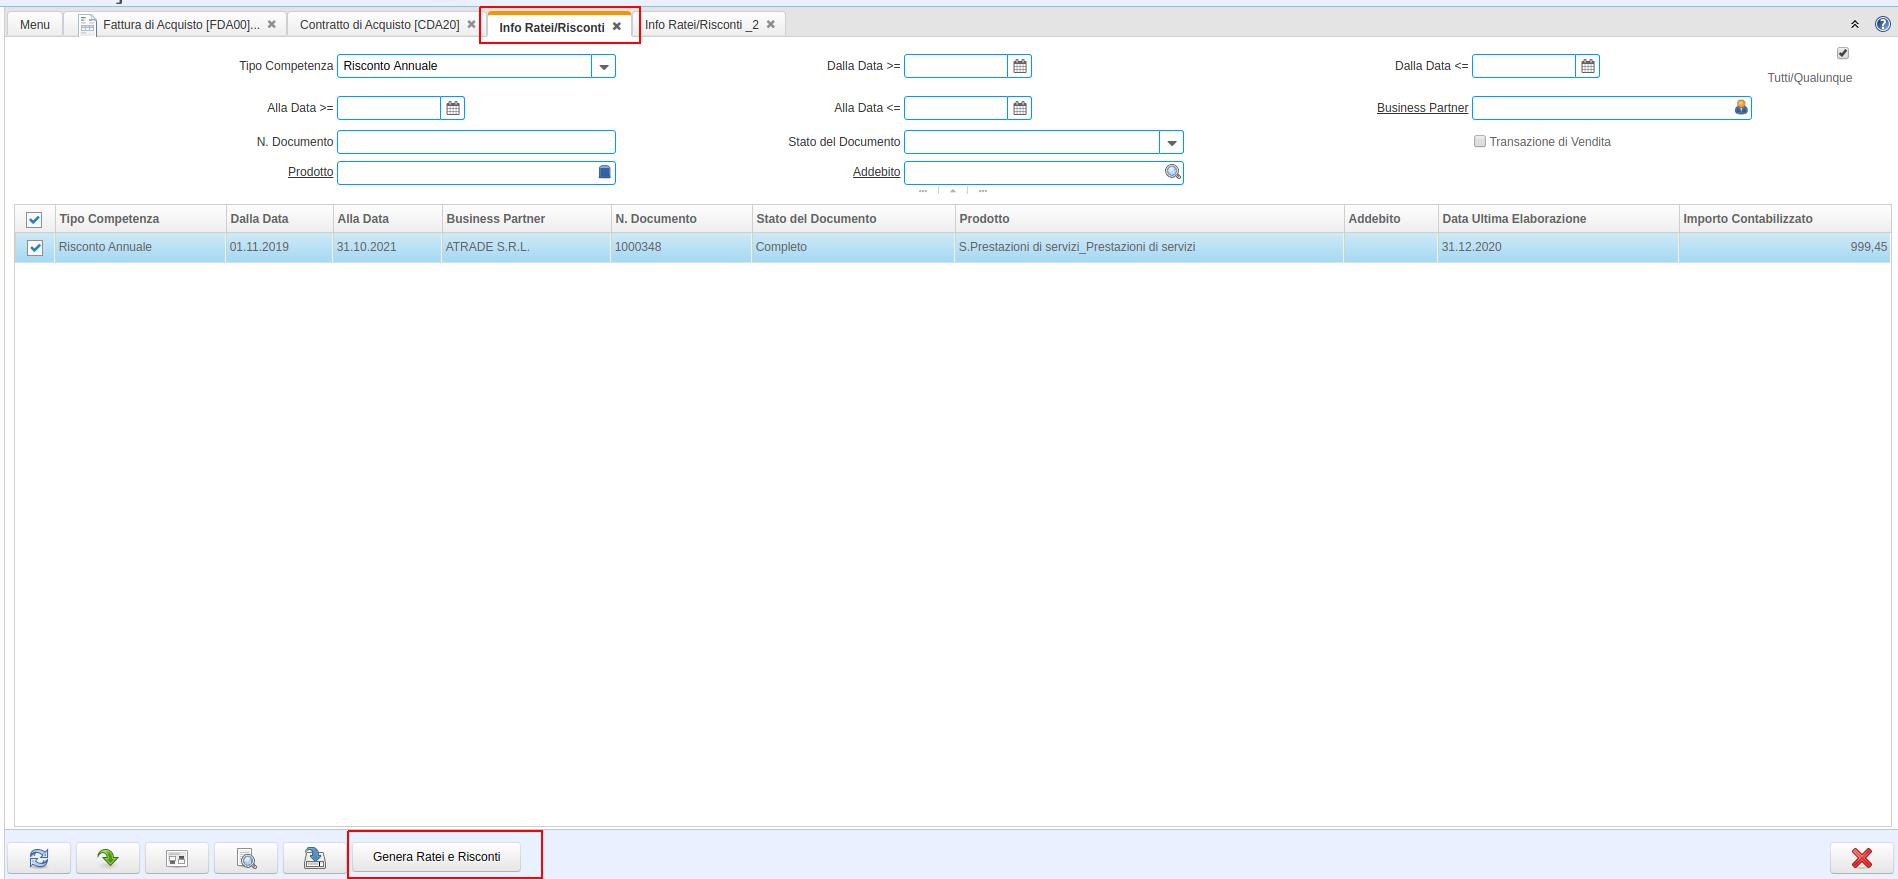 Menu Fattura di Acquisto [FDA00]... Contratto di Acquisto [CDA20] Info Ratei/Risconti Info Ratei/Risconti _2
Tipo Competenza Risconto Annuale Dalla Data >= Dalla Data <=
Tutti/Qualunque
Alla Data >= Alla Data <= Business Partner
N. Documento Stato del Documento Transazione di Vendita
Prodotto Addebito
Tipo Competenza Dalla Data Alla Data Business Partner N. Documento Stato del Documento Prodotto Addebito Data Ultima Elaborazione Importo Contabilizzato
Risconto Annuale 01.11.2019 31.10.2021 ATRADE S.R.L. 1000348 Completo S.Prestazioni di servizi_Prestazioni di servizi 31.12.2020 999,45
Genera Ratei e Risconti